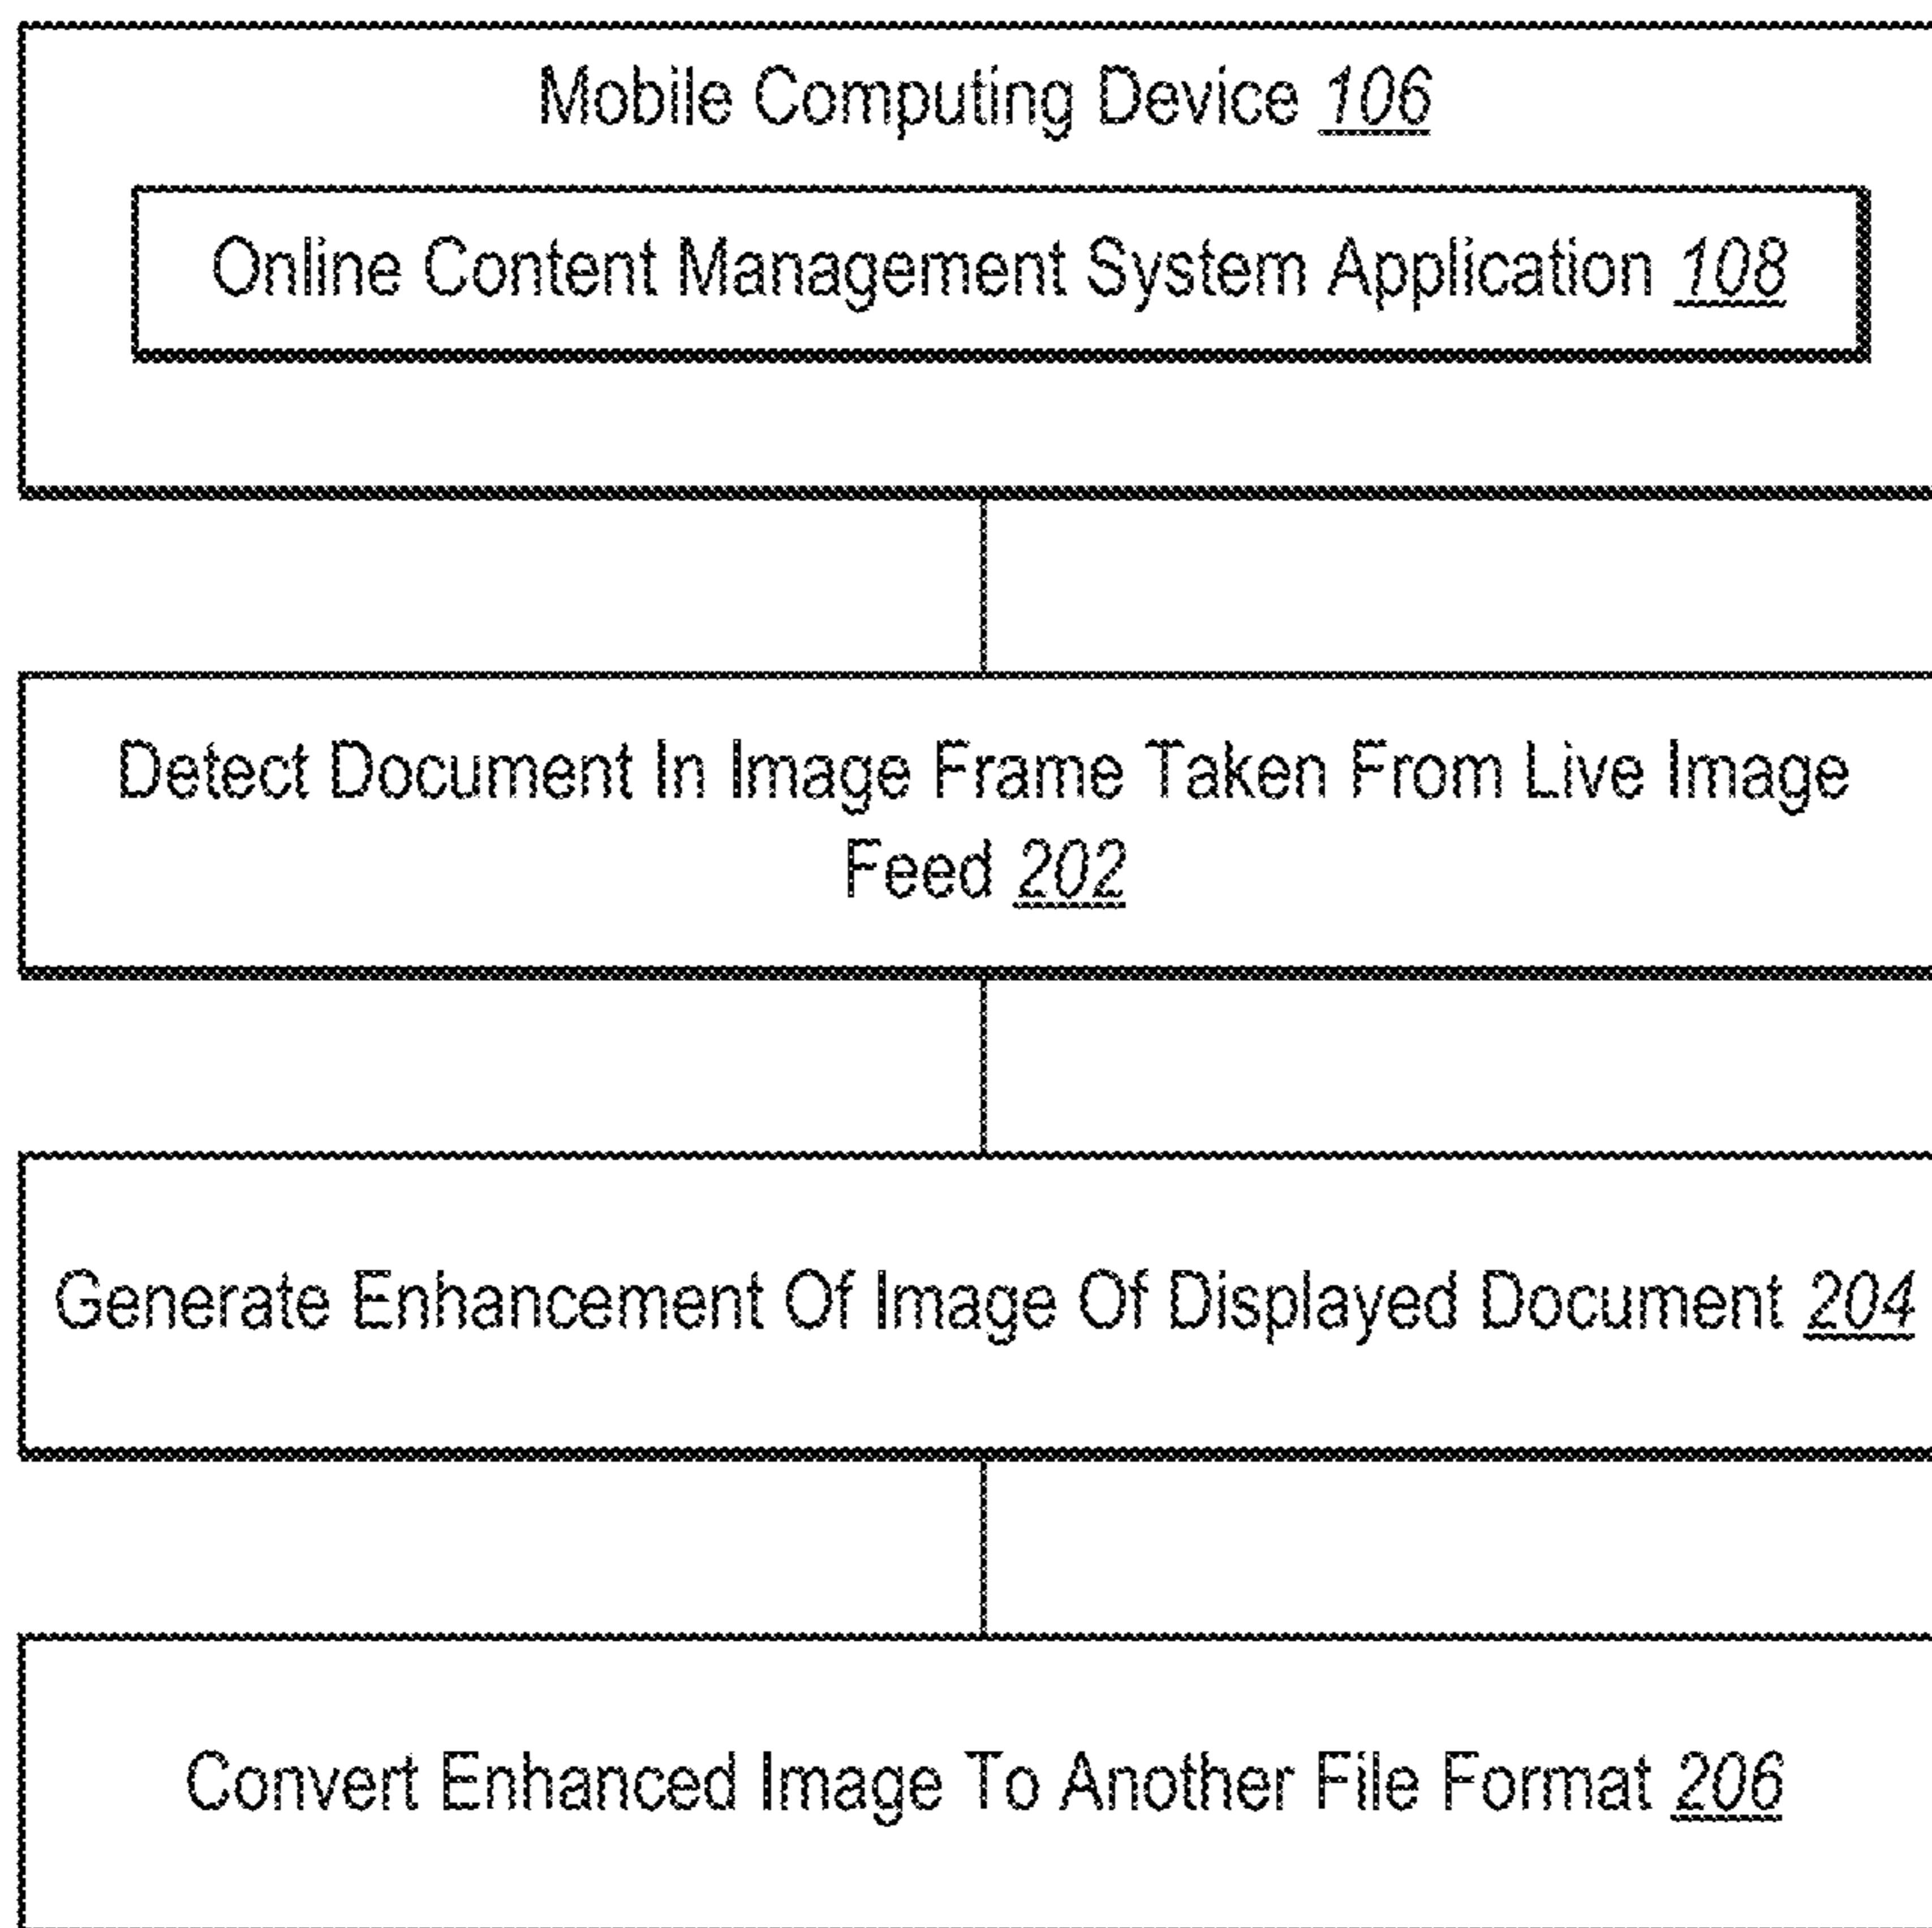 Mobile Computing Device 106
Online Content Management System Application 108
Detect Document In Image Frame Taken From Live Image
Feed 202
Generate Enhancement Of Image Of Displayed Document 204
Convert Enhanced Image To Another File Format 206